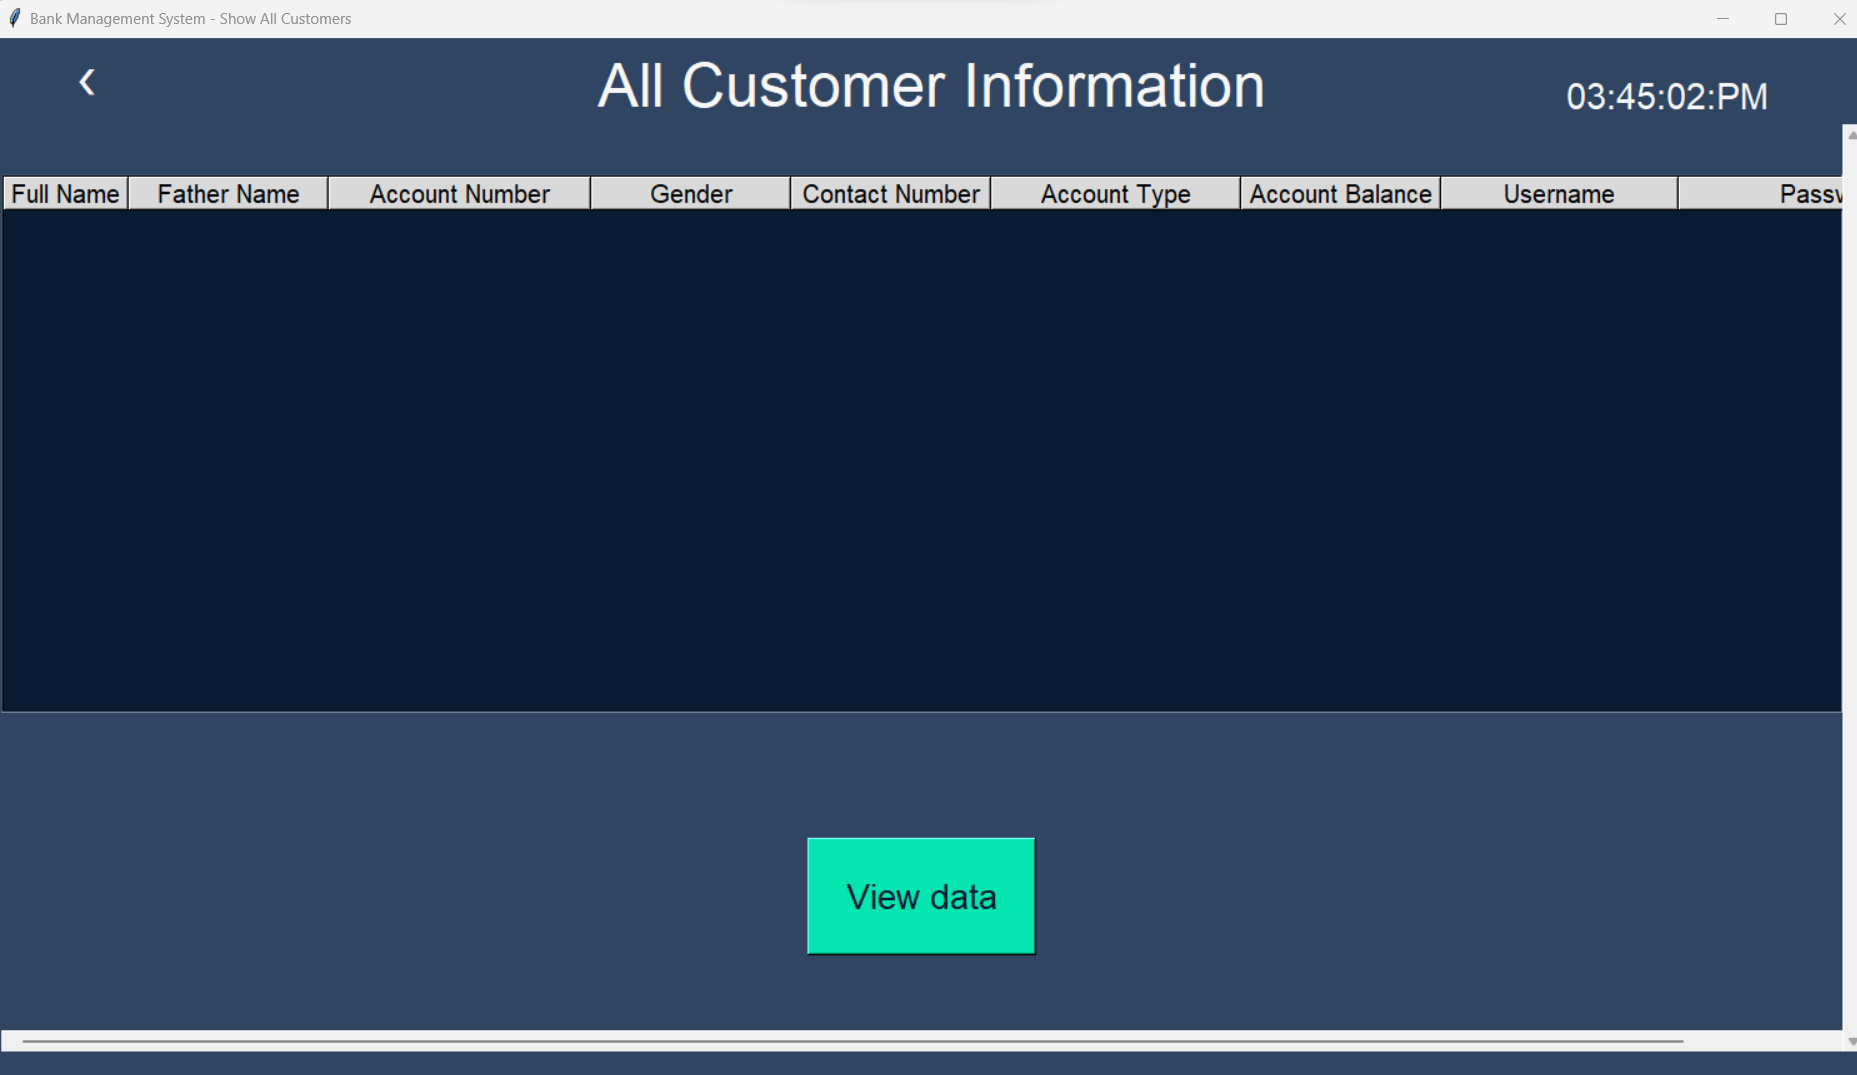 Bank Management System - Show All Customers
All Customer Information
03:45:02:PM
Full Name Father Name Account Number Gender Contact Number Account Type Account Balance Username Passw
View data